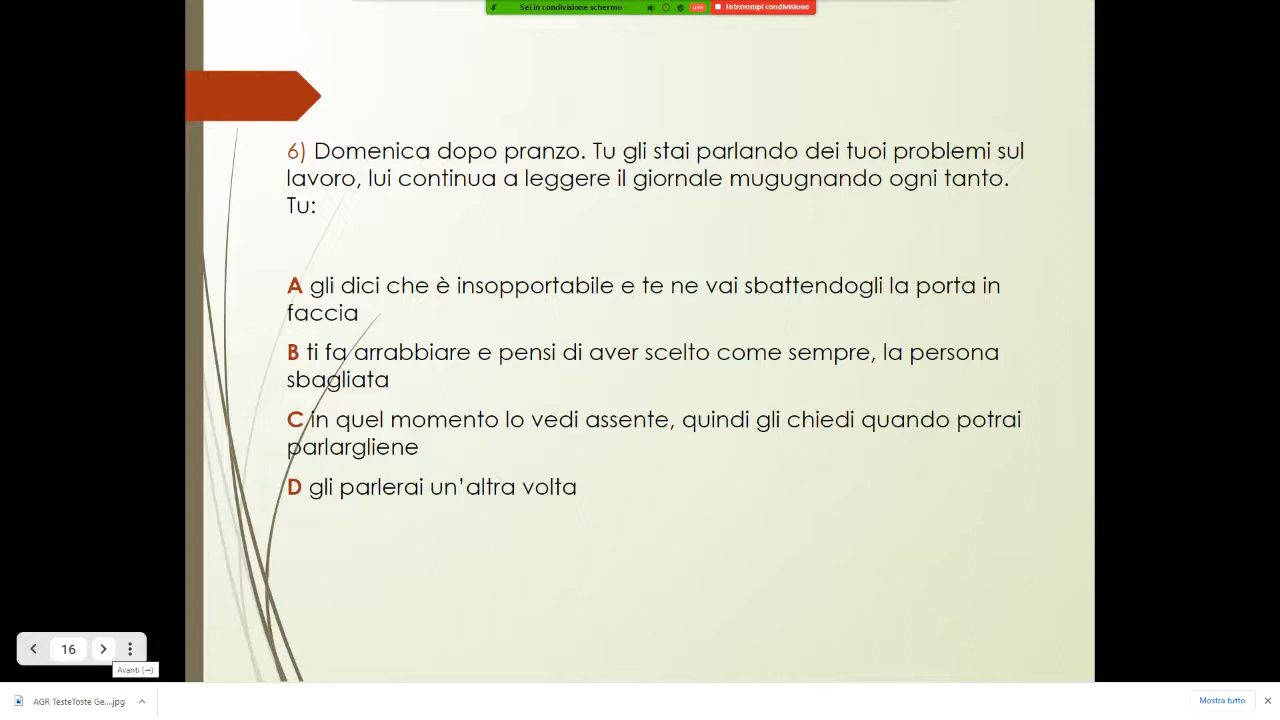 Sei in condivisione schermo
LIVE
Interrompi condivisione
6) Domenica dopo pranzo. Tu gli stai parlando dei tuoi problemi sul
lavoro, lui continua a leggere il giornale mugugnando ogni tanto.
Tu:
A gli dici che è insopportabile e te ne vai sbattendogli la porta in
faccia
B ti fa arrabbiare e pensi di aver scelto come sempre, la persona
sbagliata
C in quel momento lo vedi assente, quindi gli chiedi quando potrai
parlargliene
D gli parlerai un’altra volta
16
Avanti (→)
AGR TesteToste Ge....jpg
Mostra tutto